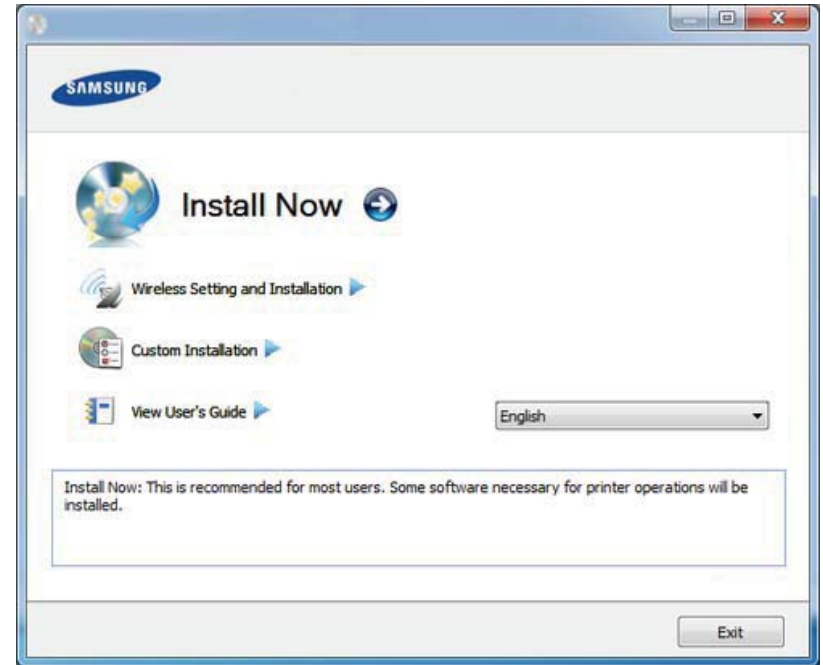 SAMSUNG
Install Now
Wireless Setting and Installation
Custom Installation
View User's Guide
English
Install Now: This is recommended for most users. Some software necessary for printer operations will be
installed.
Exit